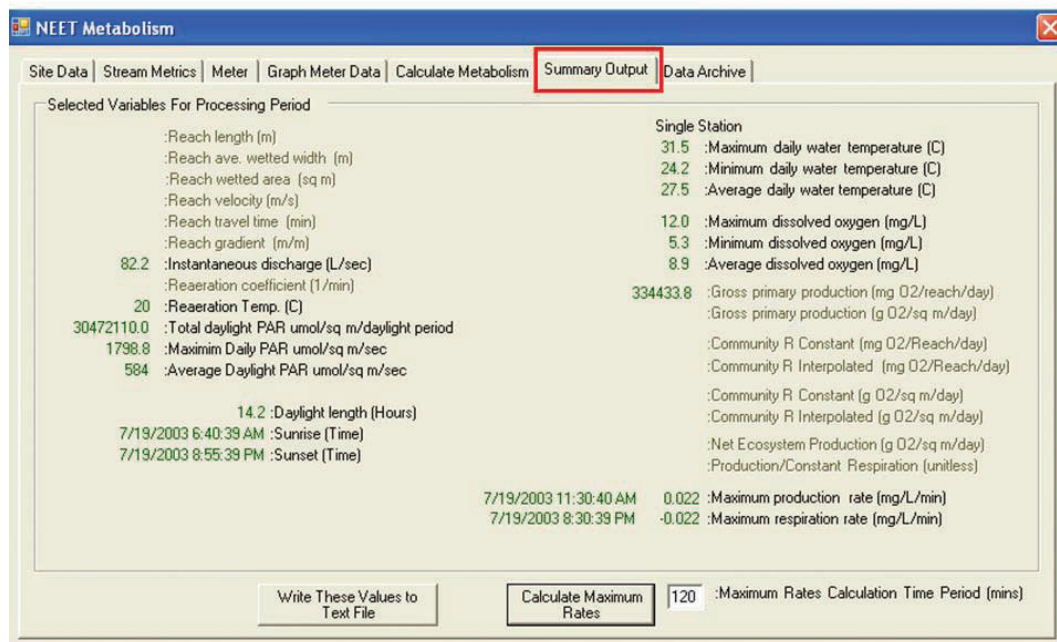 NEET Metabolism
Site Data Stream Metrics Meter Graph Meter Data Calculate Metabolism Summary Output Data Archive
Selected Variables For Processing Period
:Reach length (m)
:Reach ave. wetted width (m)
:Reach wetted area (sq m)
:Reach velocity (m/s)
:Reach travel time (min)
:Reach gradient (m/m)
82.2 :Instantaneous discharge (L/sec)
:Reaeration coefficient (1/min)
20 :Reaeration Temp. (C)
30472110.0 :Total daylight PAR umol/sq m/daylight period
1798.8 :Maximim Daily PAR umol/sq m/sec
584 :Average Daylight PAR umol/sq m/sec
14.2 :Daylight length (Hours)
7/19/2003 6:40:39 AM :Sunrise (Time)
7/19/2003 8:55:39 PM :Sunset (Time)
Single Station
31.5 :Maximum daily water temperature (C)
24.2 :Minimum daily water temperature (C)
27.5 :Average daily water temperature (C)
12.0 :Maximum dissolved oxygen (mg/L)
5.3 :Minimum dissolved oxygen (mg/L)
8.9 :Average dissolved oxygen (mg/L)
334433.8 :Gross primary production (mg O2/reach/day)
:Gross primary production (g O2/sq m/day)
:Community R Constant (mg O2/Reach/day)
:Community R Interpolated (mg O2/Reach/day)
:Community R Constant (g O2/sq m/day)
:Community R Interpolated (g O2/sq m/day)
:Net Ecosystem Production (g O2/sq m/day)
:Production/Constant Respiration (unitless)
7/19/2003 11:30:40 AM 0.022 :Maximum production rate (mg/L/min)
7/19/2003 8:30:39 PM -0.022 :Maximum respiration rate (mg/L/min)
Write These Values to
Text File
Calculate Maximum
Rates
120 :Maximum Rates Calculation Time Period (mins)